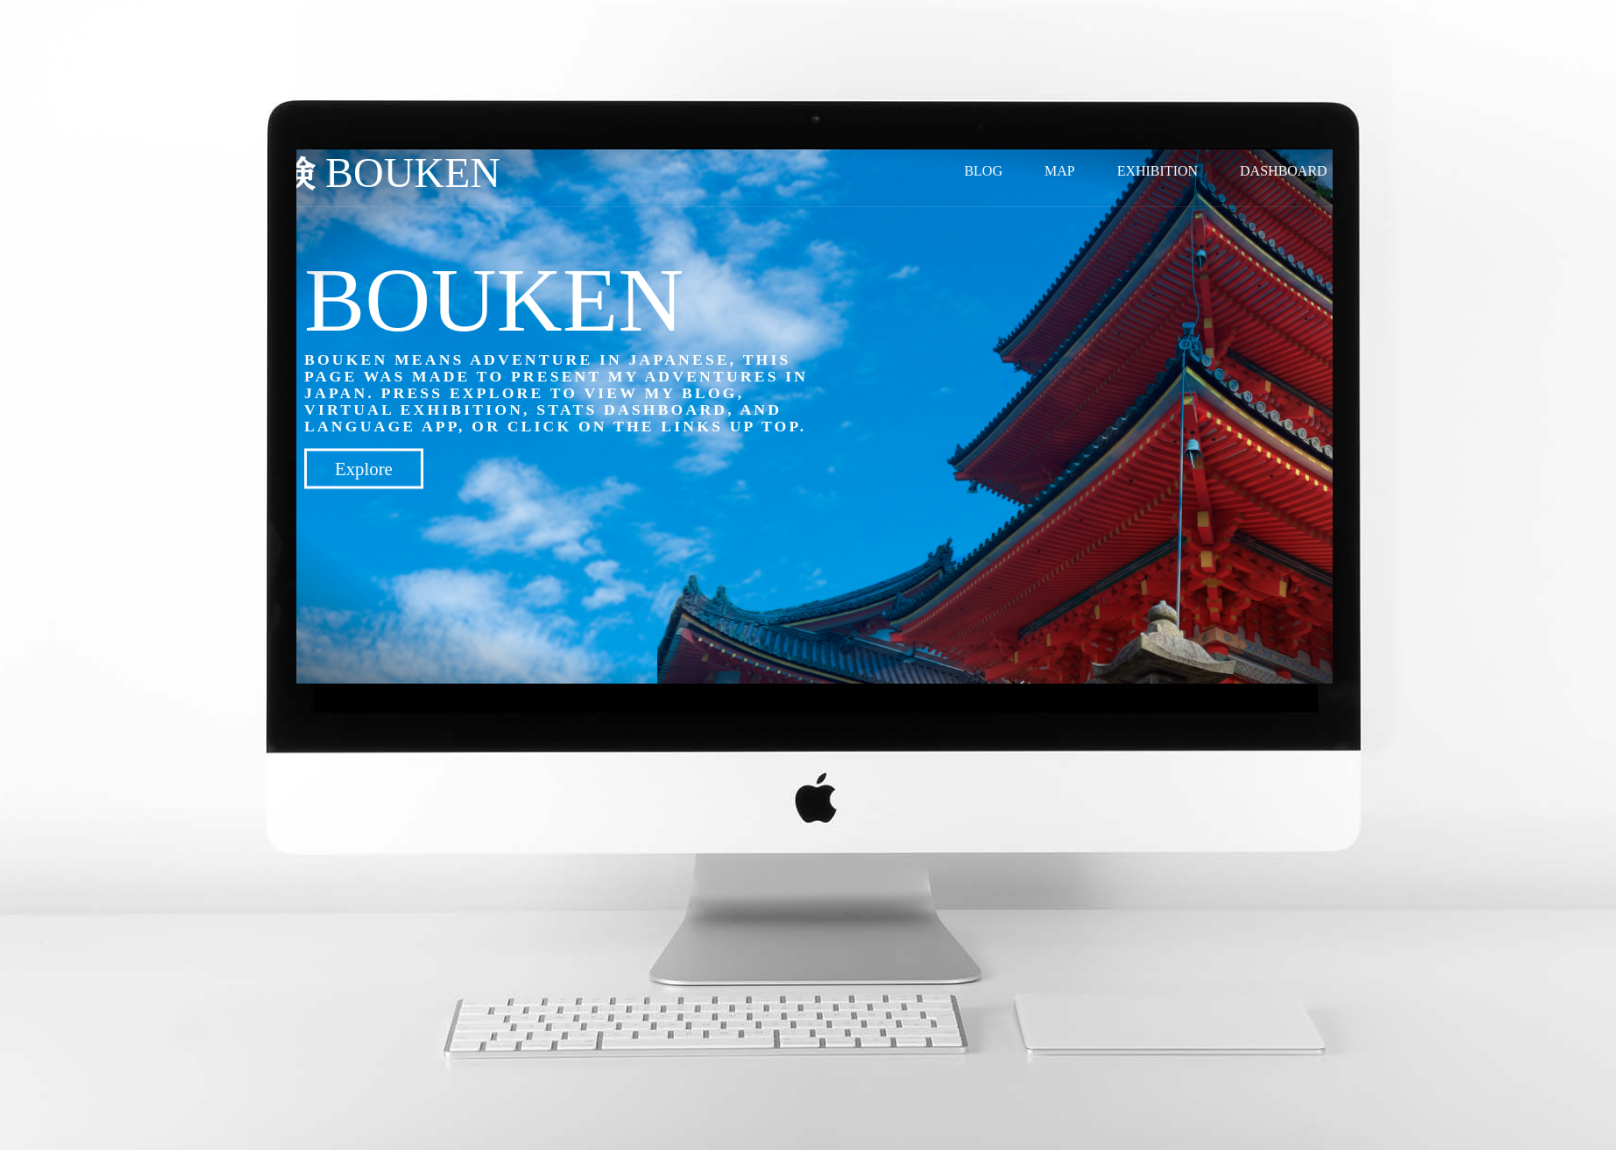 険 BOUKEN
BLOG MAP EXHIBITION DASHBOARD
BOUKEN
BOUKEN MEANS ADVENTURE IN JAPANESE, THIS
PAGE WAS MADE TO PRESENT MY ADVENTURES IN
JAPAN. PRESS EXPLORE TO VIEW MY BLOG,
VIRTUAL EXHIBITION, STATS DASHBOARD, AND
LANGUAGE APP, OR CLICK ON THE LINKS UP TOP.
Explore